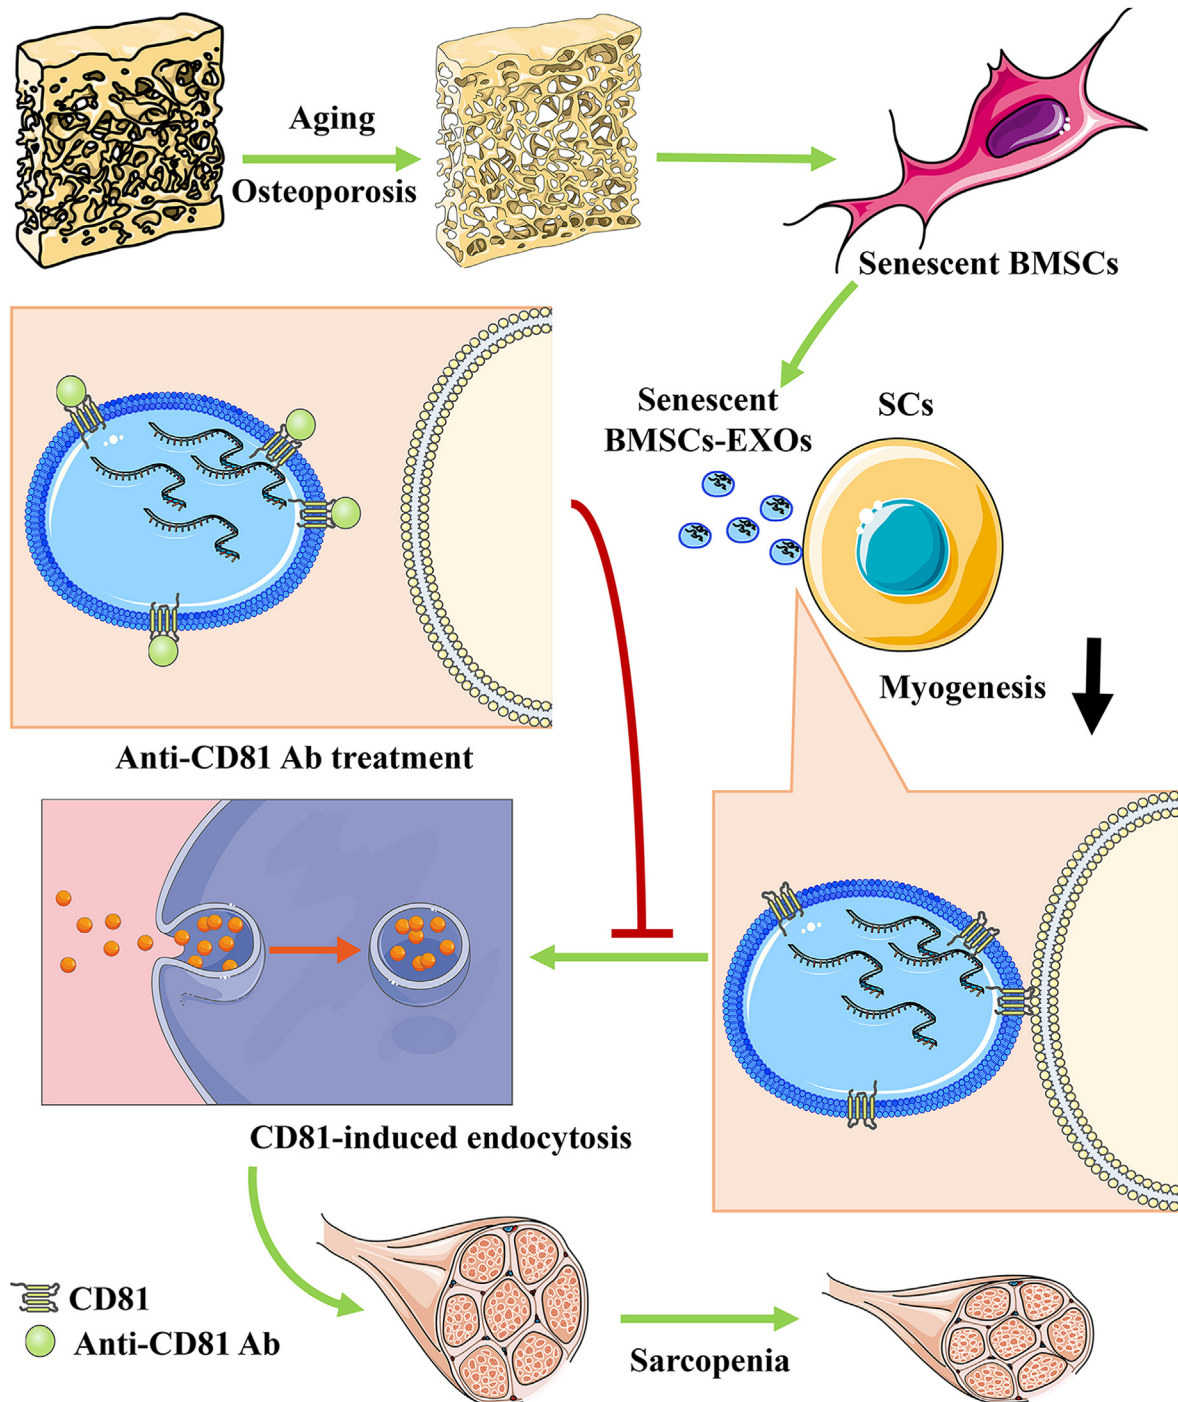 Aging
Osteoporosis
Senescent BMSCs
Senescent
BMSCs-EXOs
SCs
Myogenesis
Anti-CD81 Ab treatment
CD81-induced endocytosis
CD81
Anti-CD81 Ab
Sarcopenia